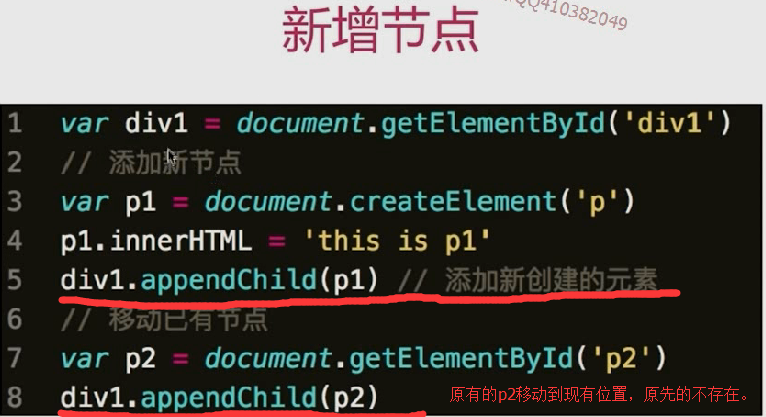 QQ410382049
新增节点
1 var div1 = document.getElementById('div1')
2 // 添加新节点
3 var p1 = document.createElement('p')
4 p1.innerHTML = 'this is p1'
5 div1.appendChild(p1) // 添加新创建的元素
6 // 移动已有节点
7 var p2 = document.getElementById('p2')
8 div1.appendChild(p2) 原有的p2移动到现有位置，原先的不存在。